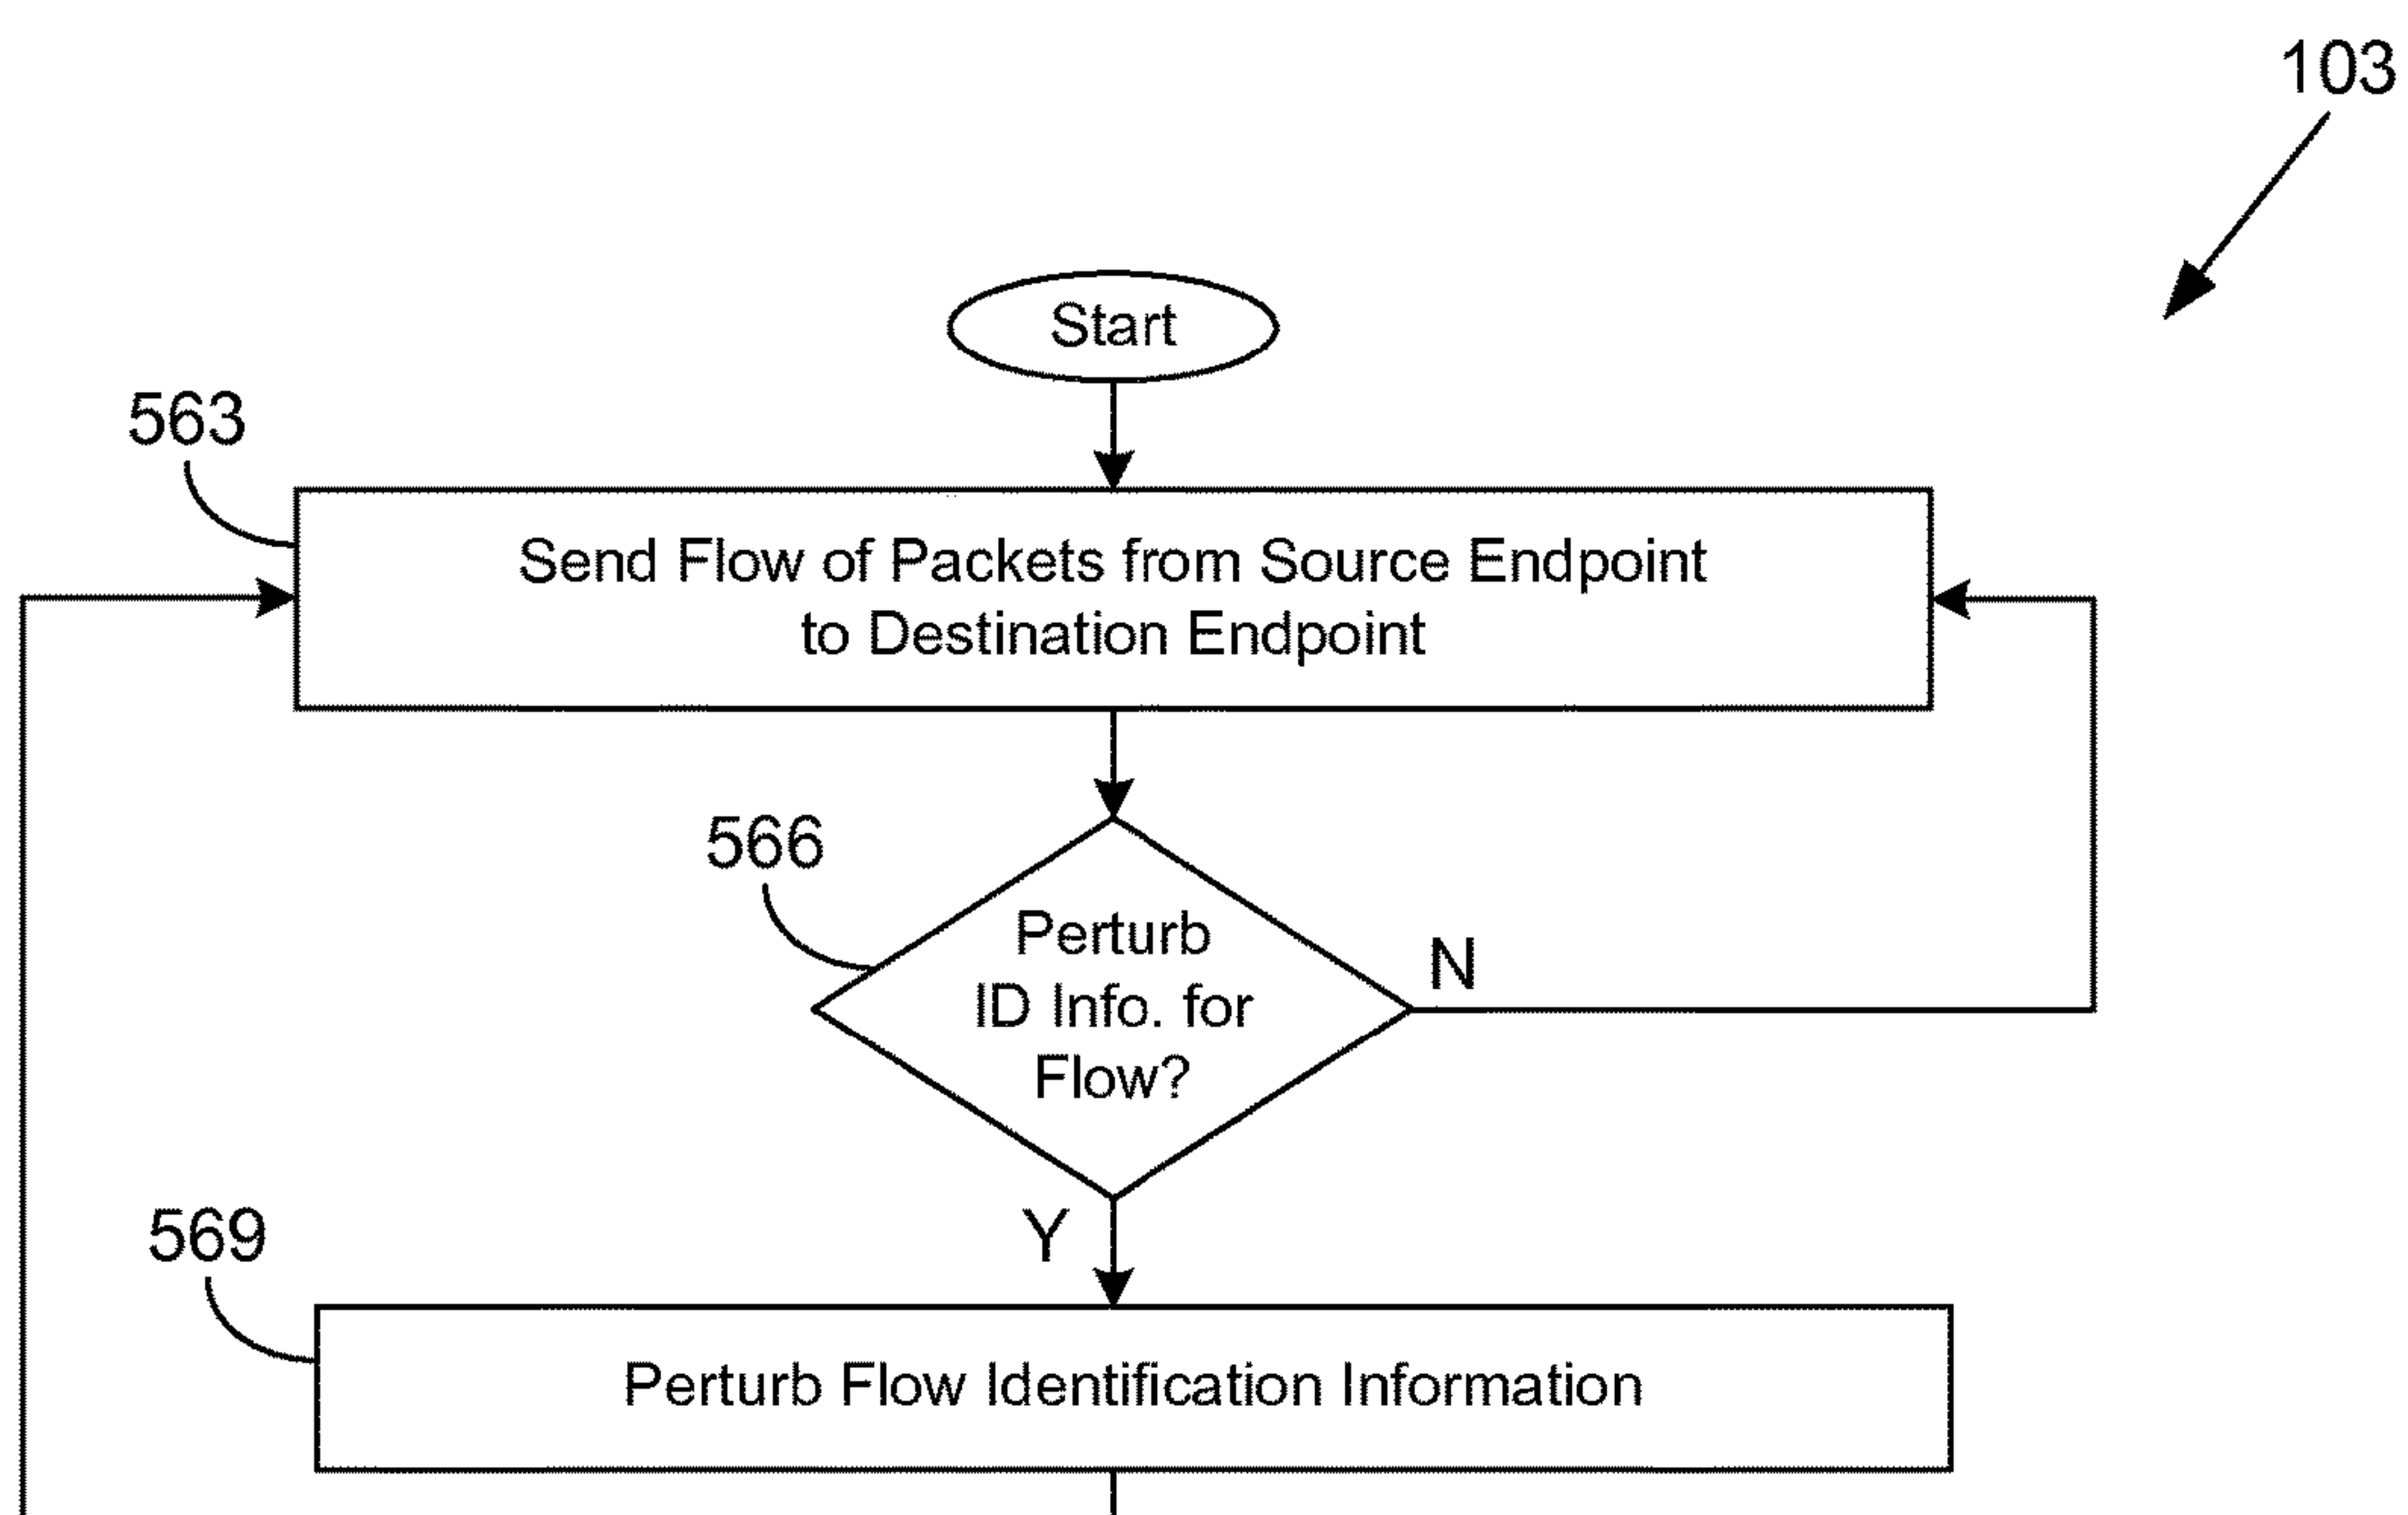 103
Start
563
Send Flow of Packets from Source Endpoint
to Destination Endpoint
566
Perturb
ID Info. for
Flow?
N
Y
569
Perturb Flow Identification Information